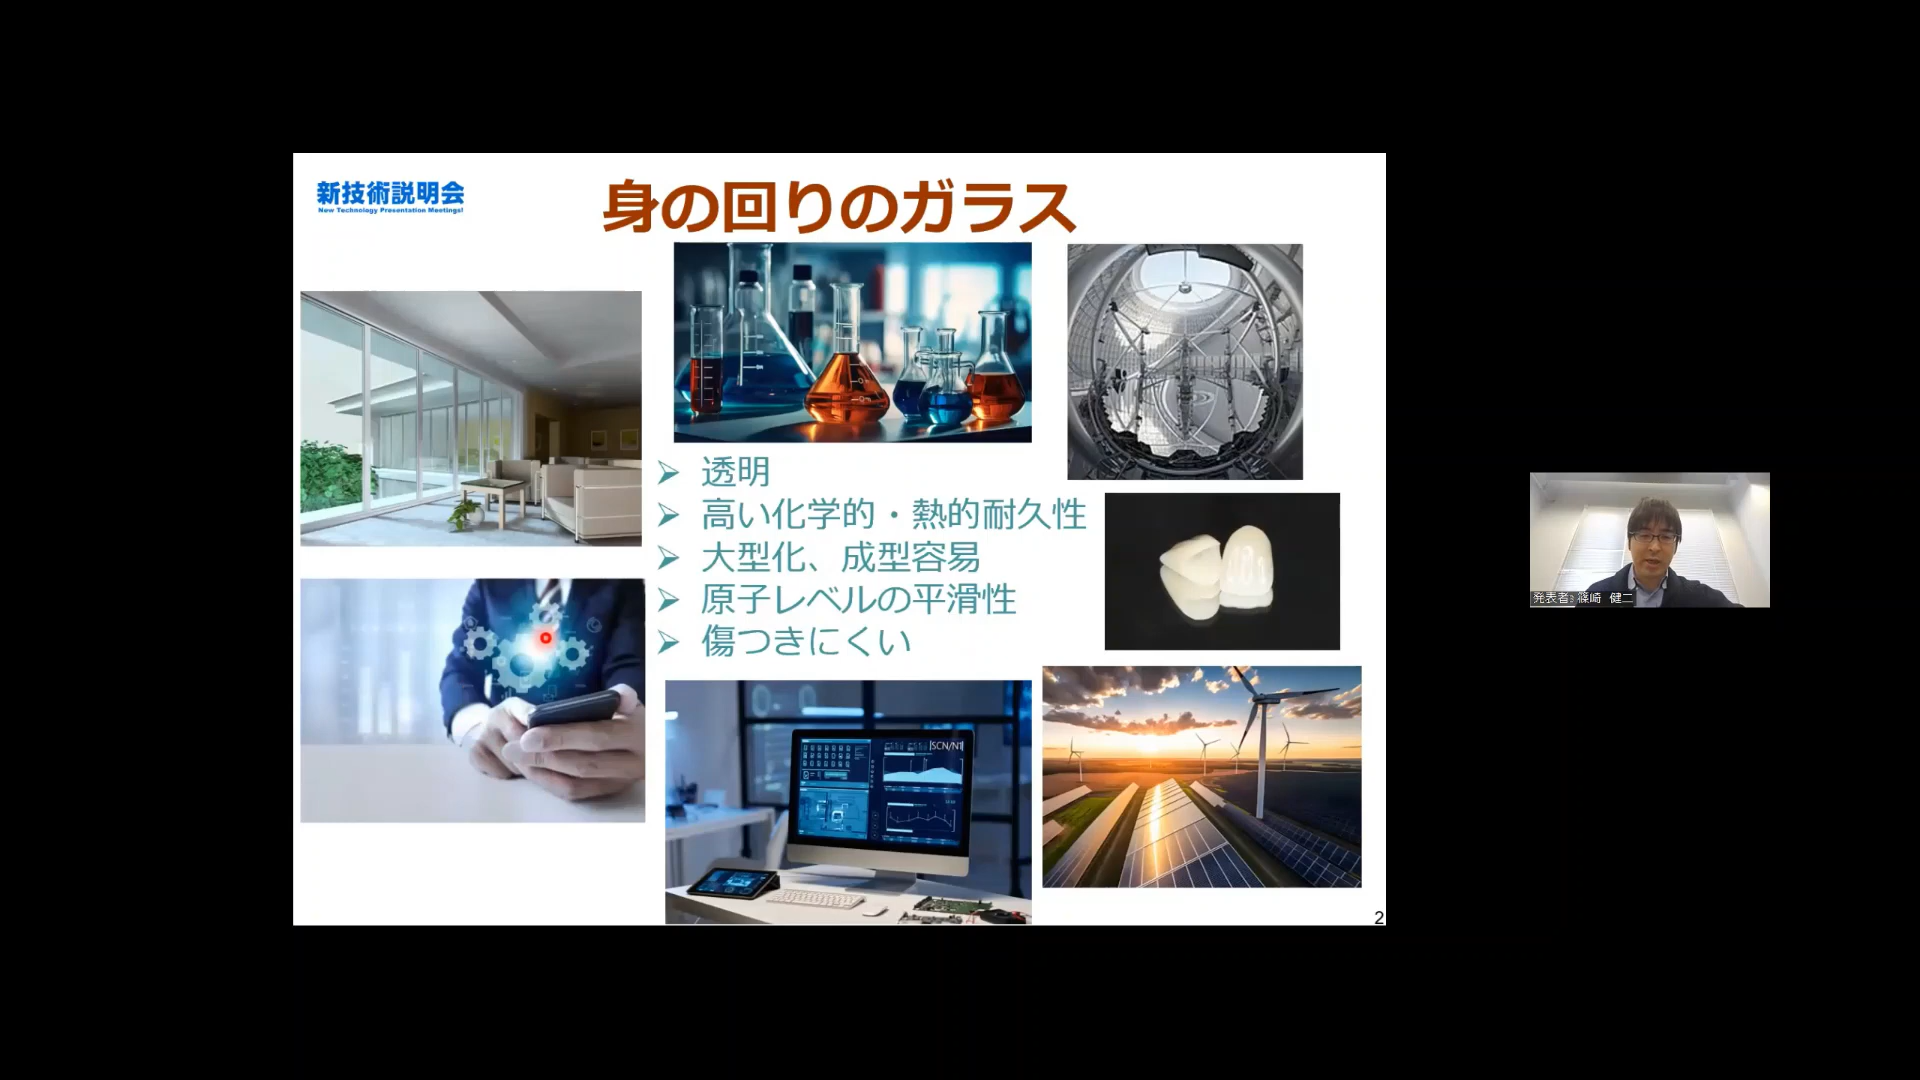 新技術説明会
New Technology Presentation Meetings!
身の回りのガラス
➢ 透明
➢ 高い化学的・熱的耐久性
➢ 大型化、成型容易
➢ 原子レベルの平滑性
➢ 傷つきにくい
SCN/N1
2
発表者: 篠崎 健二